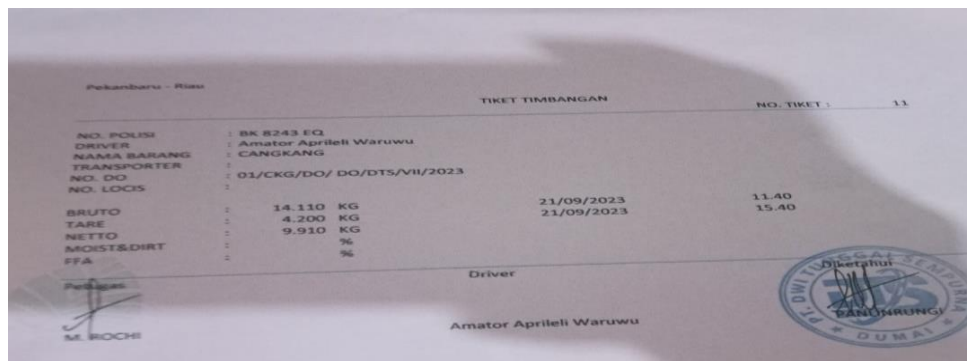 Pekanbaru - Riau
TIKET TIMBANGAN
NO. TIKET : 11
NO. POLISI : BK 8243 EQ
DRIVER : Amator Aprileli Waruwu
NAMA BARANG : CANGKANG
TRANSPORTER :
NO. DO : 01/CKG/DO/ DO/DTS/VII/2023
NO. LOCIS :
BRUTO : 14.110 KG 21/09/2023 11.40
TARE : 4.200 KG 21/09/2023 15.40
NETTO : 9.910 KG
MOIST&DIRT : %
FFA : %
Petugas Driver Diketahui
M. ROCHI Amator Aprileli Waruwu PANUNRUNGI
PT. DWI TUNGGAL SEMPURNA
* DUMAI *